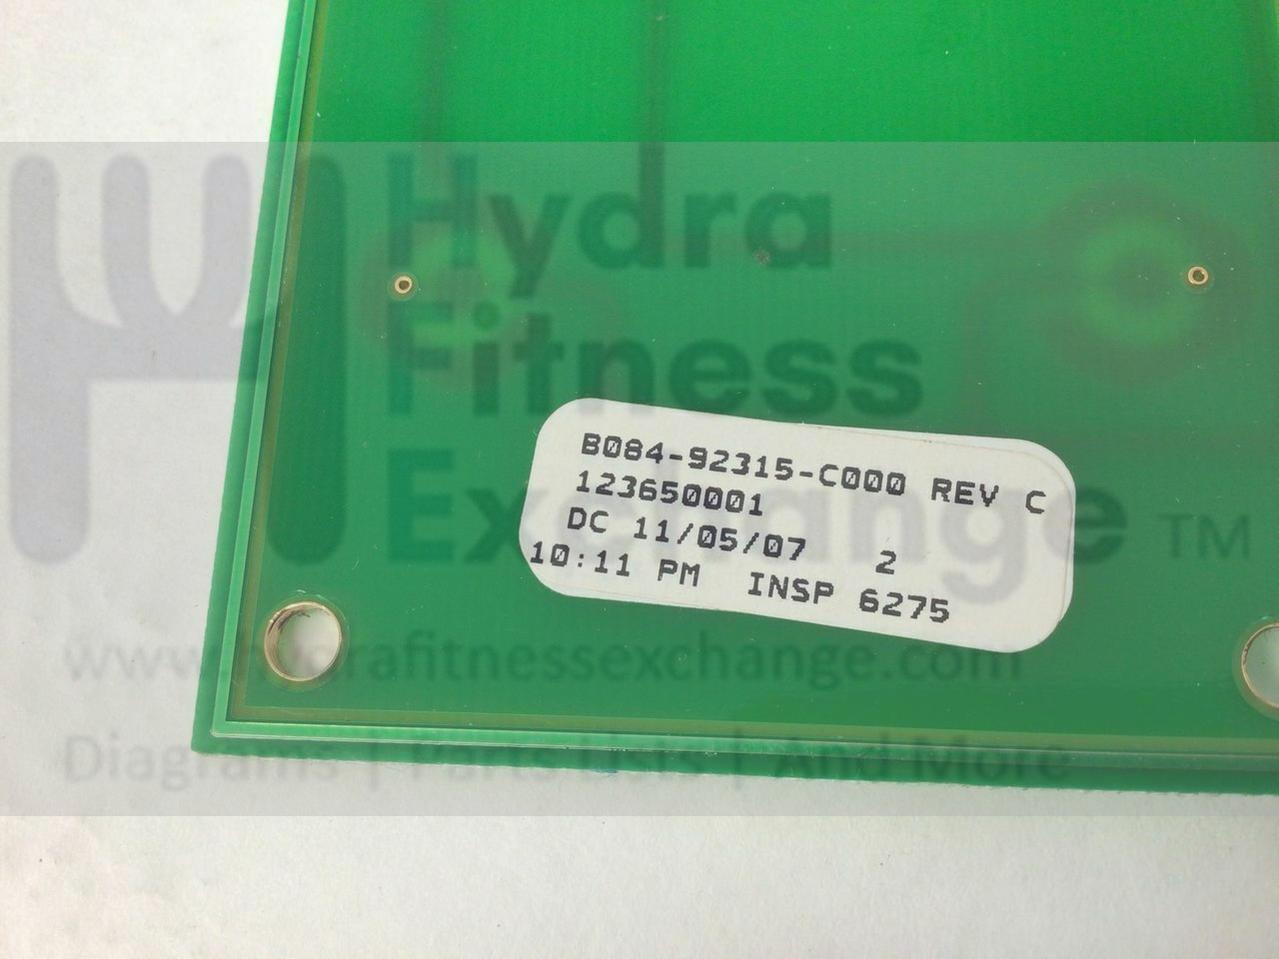 Hydra
Fitness
Exchange TM
B084-92315-C000 REV C
123650001
DC 11/05/07 2
10:11 PM INSP 6275
www.hydrafitnessexchange.com
Diagrams | Parts Lists | And More